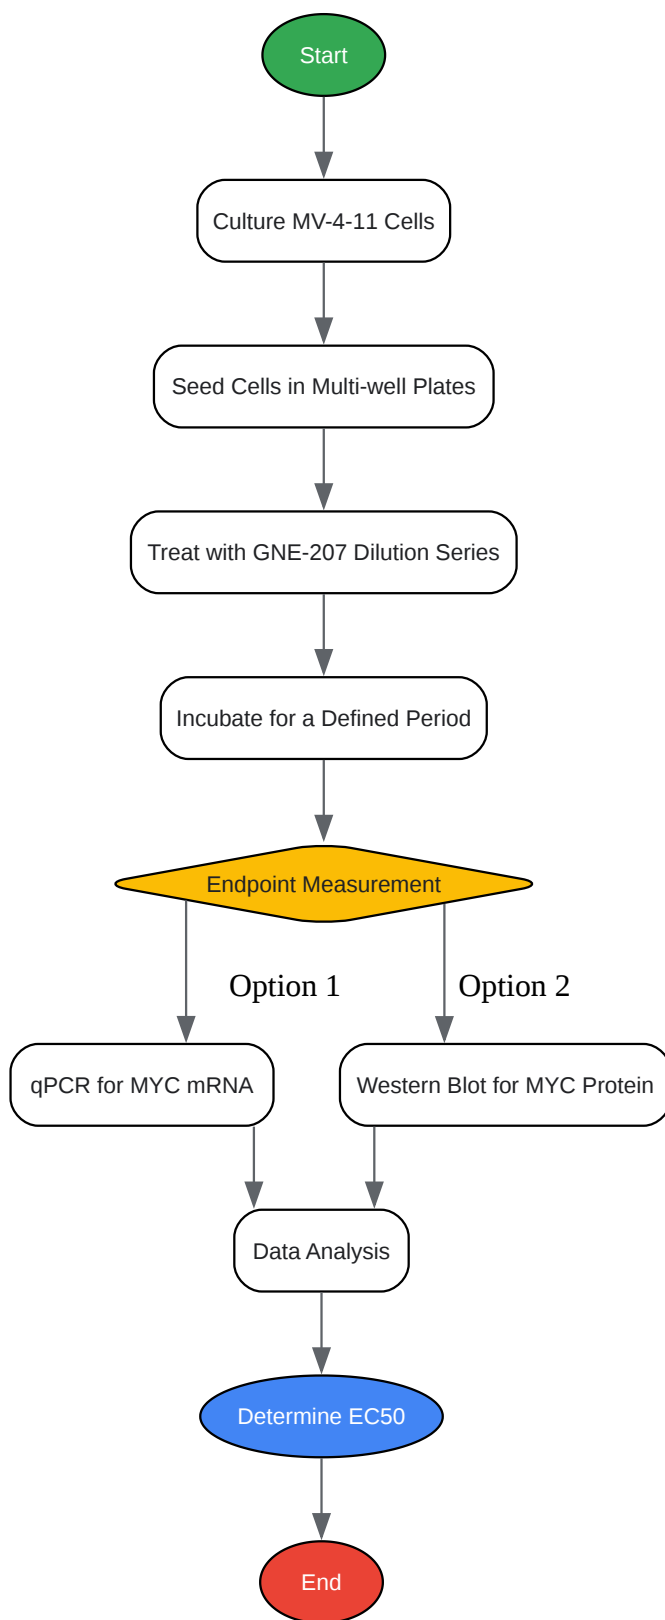 Start
Culture MV-4-11 Cells
Seed Cells in Multi-well Plates
Treat with GNE-207 Dilution Series
Incubate for a Defined Period
Endpoint Measurement
Option 1
Option 2
qPCR for MYC mRNA
Western Blot for MYC Protein
Data Analysis
Determine EC50
End